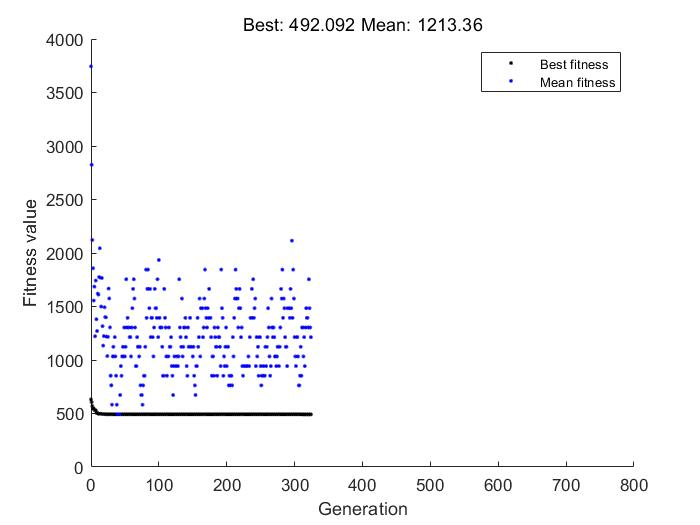 Best: 492.092 Mean: 1213.36
4000
3500
3000
2500
2000
1500
1000
500
0
Fitness value
Best fitness
Mean fitness
0 100 200 300 400 500 600 700 800
Generation